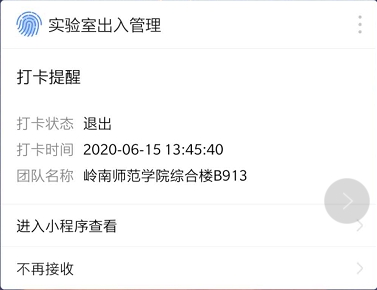 实验室出入管理
打卡提醒
打卡状态 退出
打卡时间 2020-06-15 13:45:40
团队名称 岭南师范学院综合楼B913
进入小程序查看
不再接收